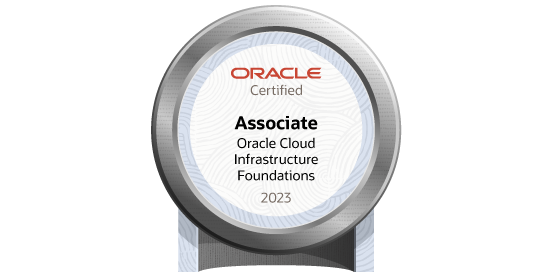 ORACLE
Certified
Associate
Oracle Cloud
Infrastructure
Foundations
2023